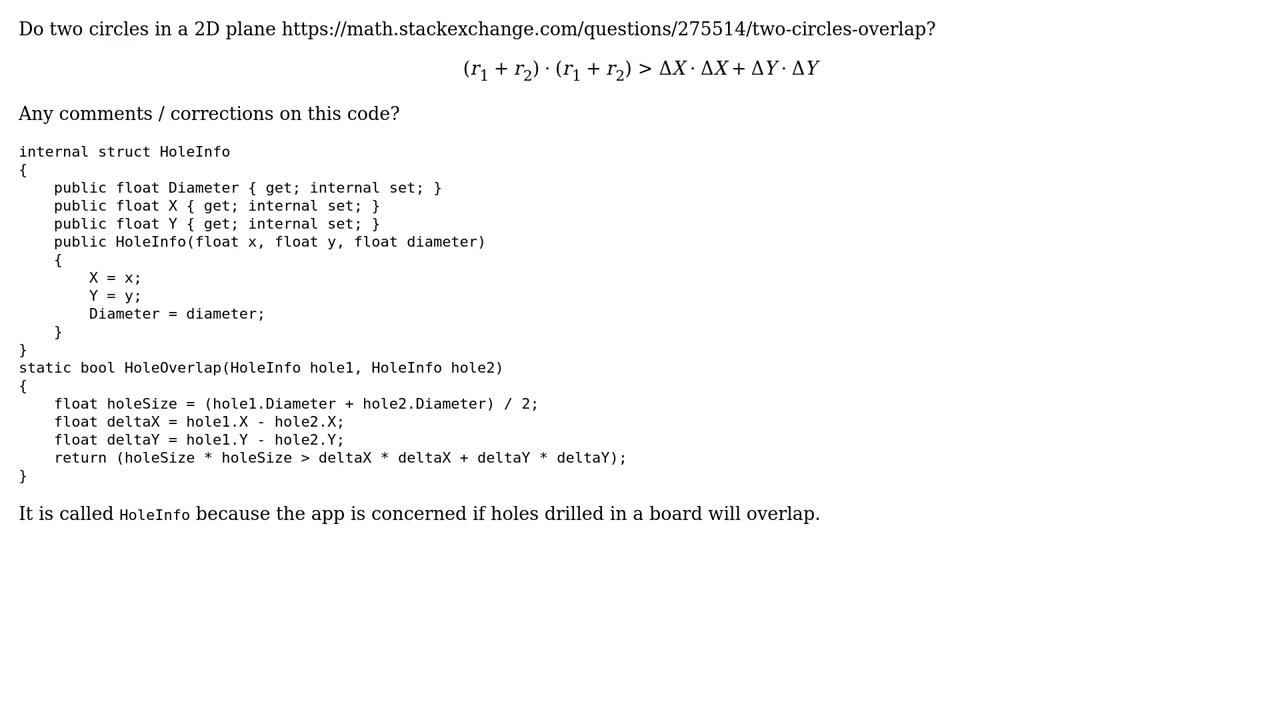 Do two circles in a 2D plane https://math.stackexchange.com/questions/275514/two-circles-overlap?
(r1 + r2) · (r1 + r2) > ΔX · ΔX + ΔY · ΔY
Any comments / corrections on this code?
internal struct HoleInfo
{
    public float Diameter { get; internal set; }
    public float X { get; internal set; }
    public float Y { get; internal set; }
    public HoleInfo(float x, float y, float diameter)
    {
        X = x;
        Y = y;
        Diameter = diameter;
    }
}
static bool HoleOverlap(HoleInfo hole1, HoleInfo hole2)
{
    float holeSize = (hole1.Diameter + hole2.Diameter) / 2;
    float deltaX = hole1.X - hole2.X;
    float deltaY = hole1.Y - hole2.Y;
    return (holeSize * holeSize > deltaX * deltaX + deltaY * deltaY);
}
It is called HoleInfo because the app is concerned if holes drilled in a board will overlap.